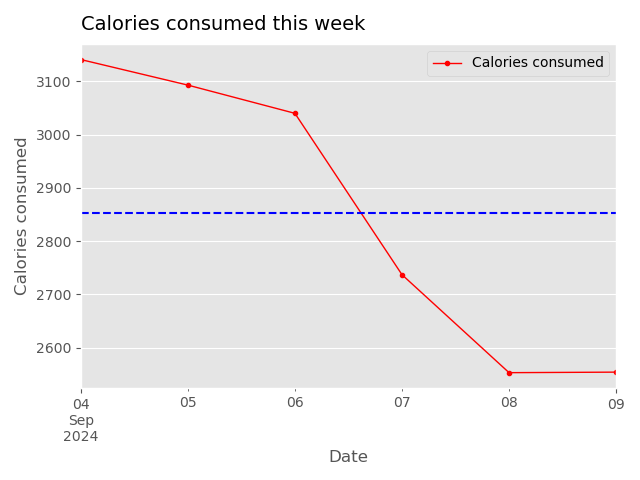 Calories consumed this week
Calories consumed
3100
3000
2900
2800
2700
2600
Calories consumed
04
Sep
2024
05
06
07
08
09
Date